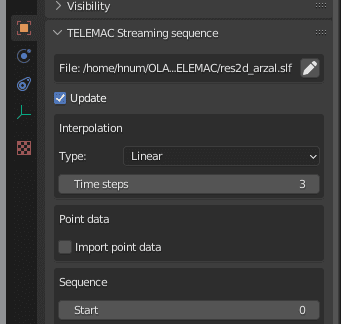 Visibility
TELEMAC Streaming sequence
File: /home/hnum/OLA...ELEMAC/res2d_arzal.slf
Update
Interpolation
Type: Linear
Time steps 3
Point data
Import point data
Sequence
Start 0